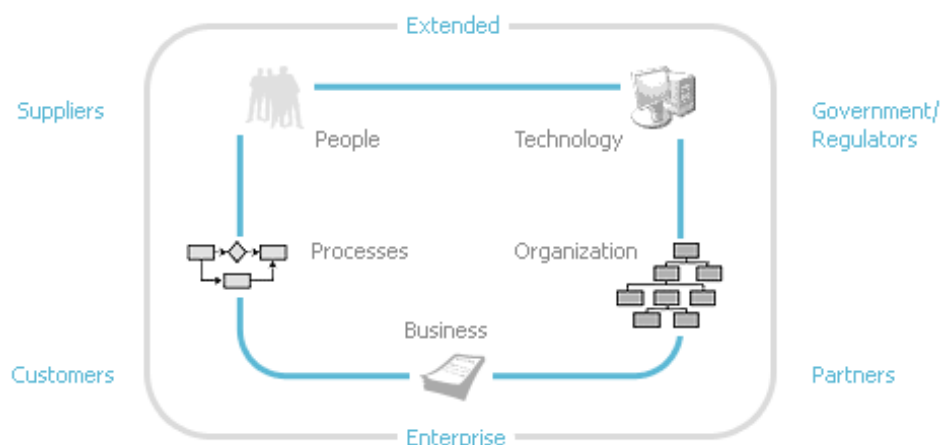 Extended
Suppliers
Government/
Regulators
People
Technology
Processes
Organization
Business
Customers
Partners
Enterprise